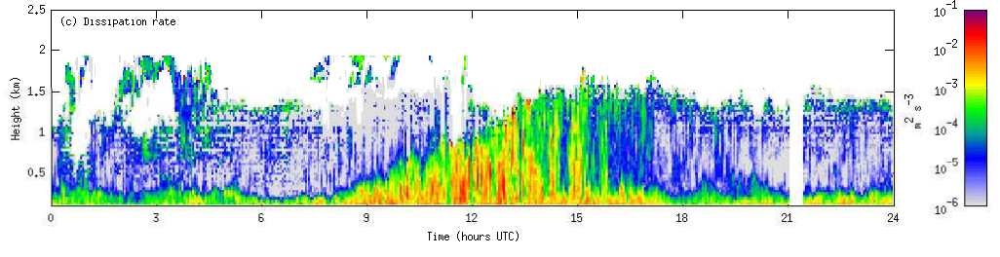 (c) Dissipation rate
2.5
2
1.5
1
0.5
Height (km)
0 3 6 9 12 15 18 21 24
Time (hours UTC)
10^-1
10^-2
10^-3
10^-4
10^-5
10^-6
m^2 s^-3